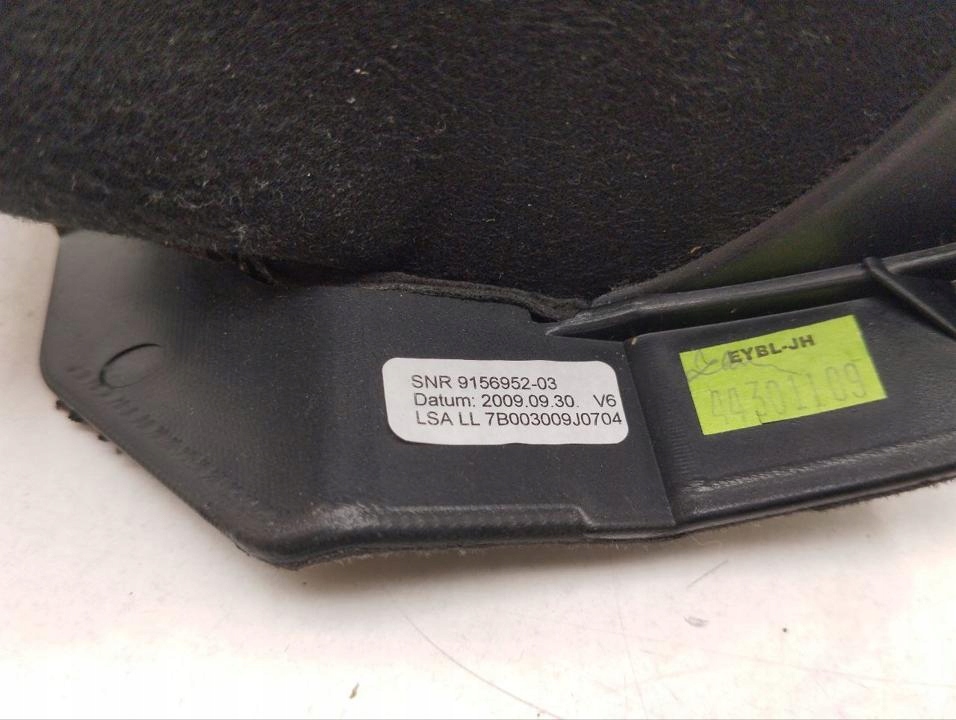 SNR 9156952-03
Datum: 2009.09.30. V6
LSA LL 7B003009J0704
EYBL-JH
44301109